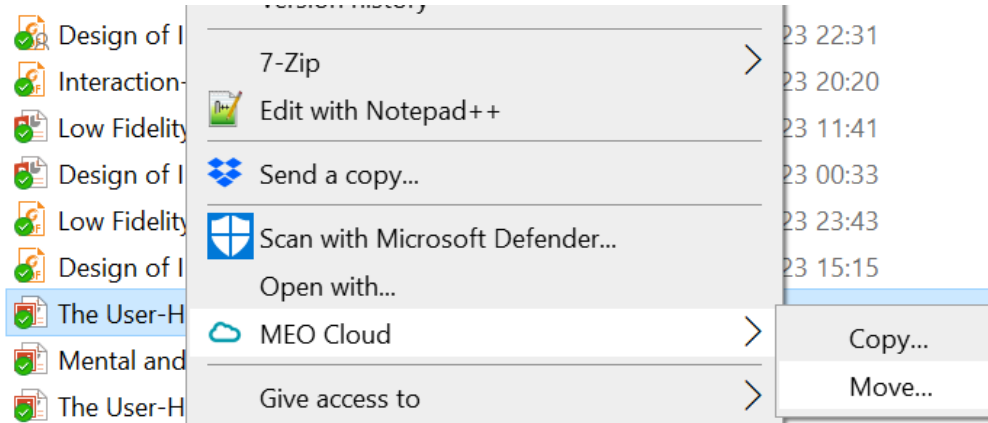 Version history
Design of I
23 22:31
7-Zip
Interaction-
23 20:20
Edit with Notepad++
Low Fidelity
23 11:41
Design of I
Send a copy...
23 00:33
Low Fidelity
23 23:43
Scan with Microsoft Defender...
Design of I
23 15:15
Open with...
The User-H
MEO Cloud
Copy...
Mental and
Move...
The User-H
Give access to